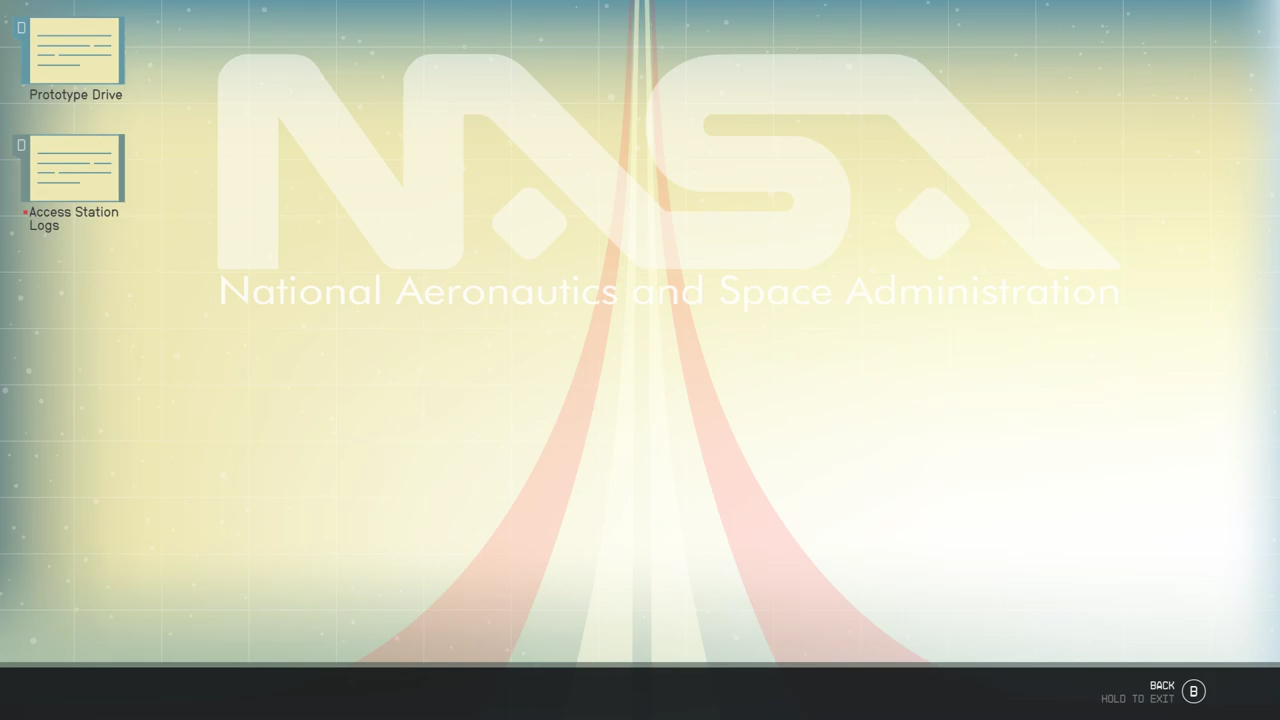 D
Prototype Drive
D
Access Station
Logs
NASA
National Aeronautics and Space Administration
BACK
HOLD TO EXIT
B